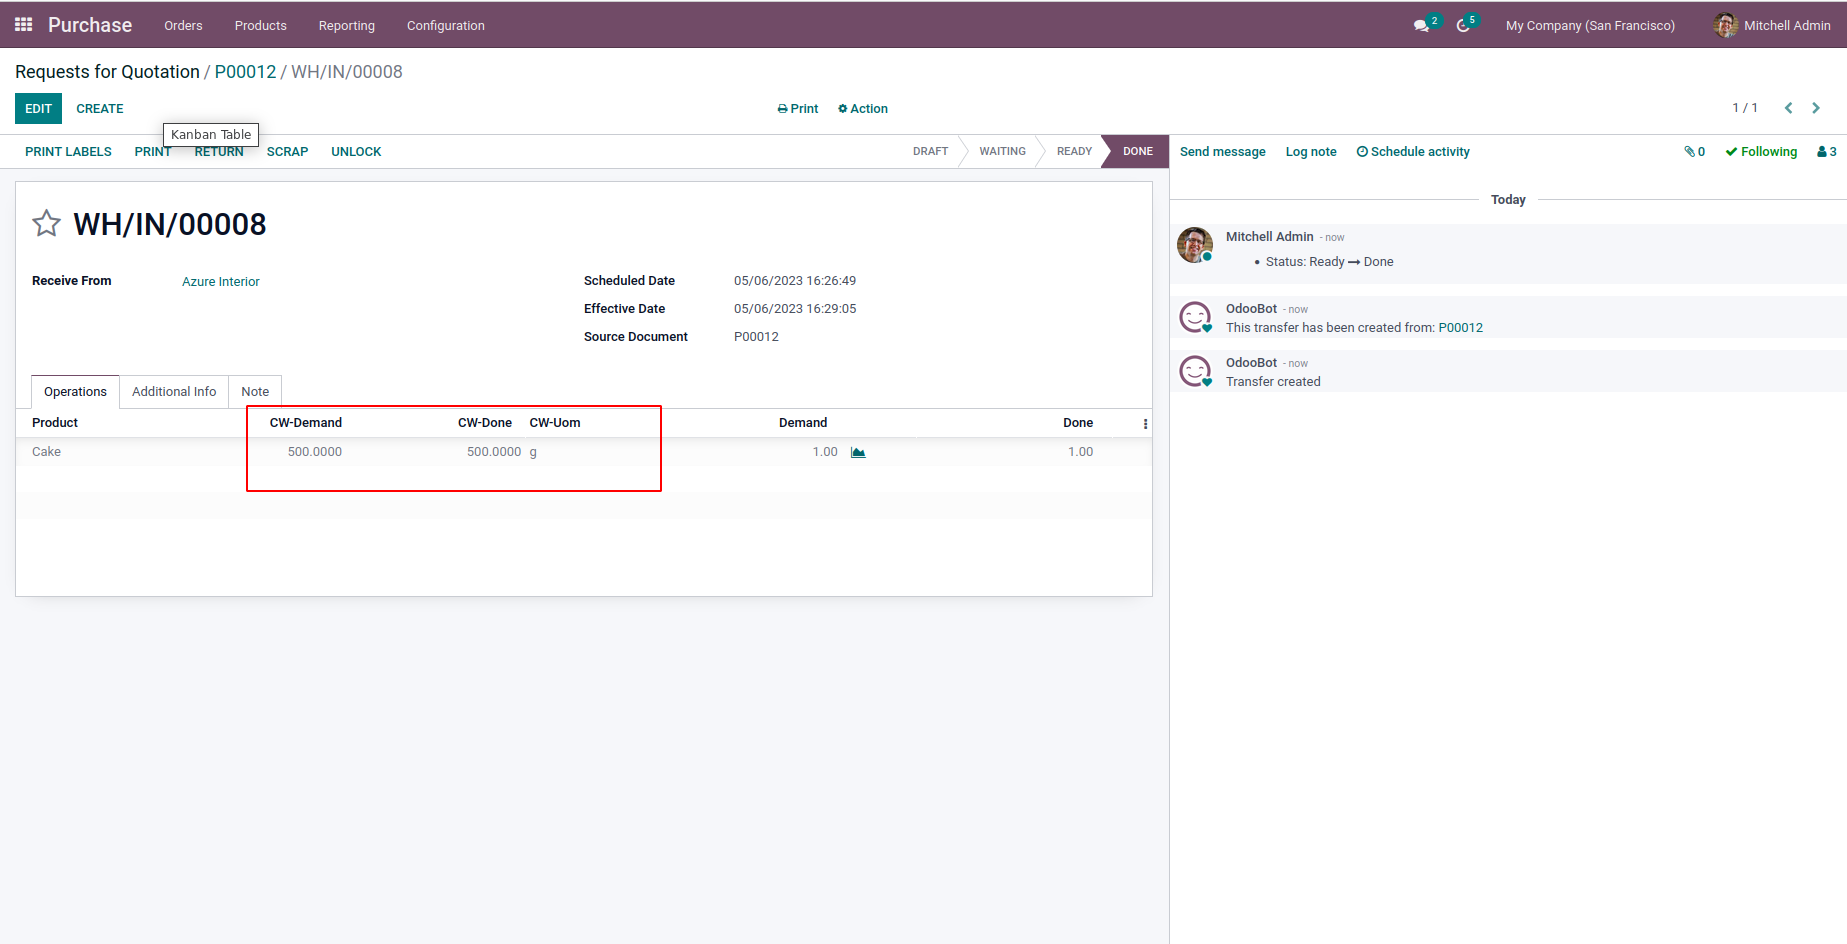 Purchase Orders Products Reporting Configuration 2 5 My Company (San Francisco) Mitchell Admin
Requests for Quotation / P00012 / WH/IN/00008
EDIT CREATE Print Action 1 / 1
Kanban Table
PRINT LABELS PRINT RETURN SCRAP UNLOCK DRAFT WAITING READY DONE
Send message Log note Schedule activity 0 Following 3
WH/IN/00008
Receive From Azure Interior
Scheduled Date 05/06/2023 16:26:49
Effective Date 05/06/2023 16:29:05
Source Document P00012
Operations Additional Info Note
Product CW-Demand CW-Done CW-Uom Demand Done
Cake 500.0000 500.0000 g 1.00 1.00
Today
Mitchell Admin - now
• Status: Ready → Done
OdooBot - now
This transfer has been created from: P00012
OdooBot - now
Transfer created